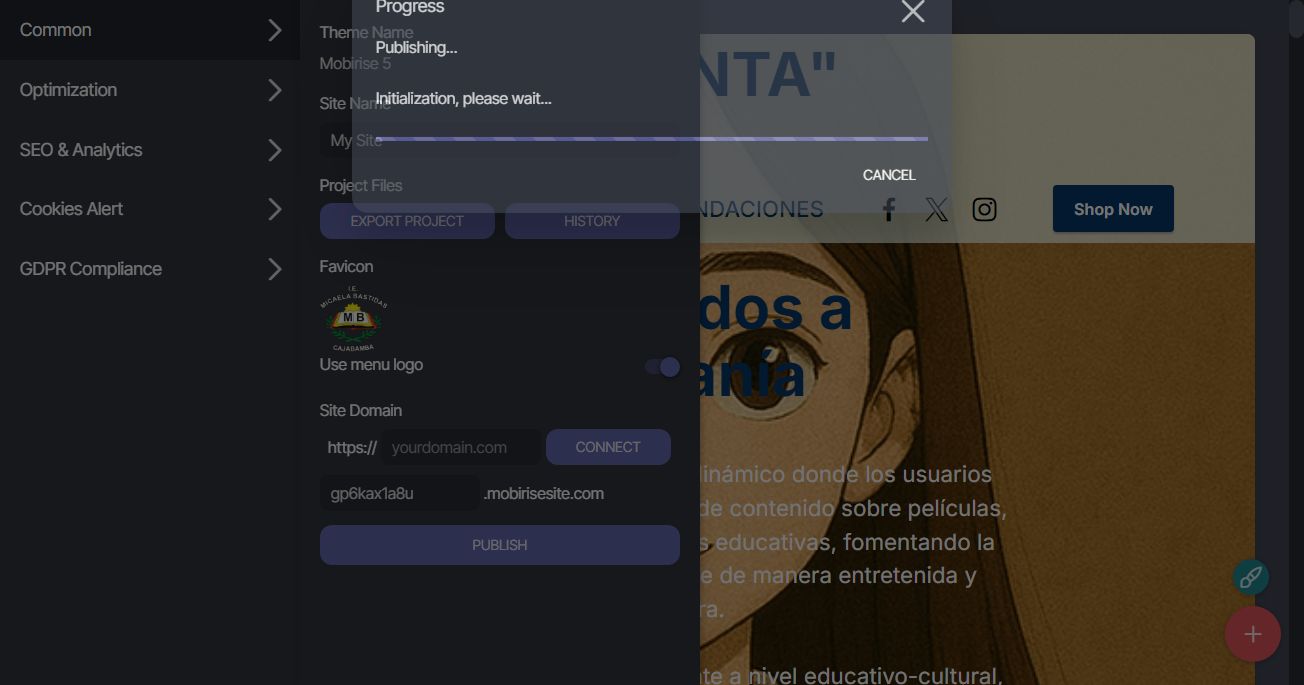 Common
Optimization
SEO & Analytics
Cookies Alert
GDPR Compliance
Progress
Publishing...
Initialization, please wait...
CANCEL
Theme Name
Mobirise 5
Site Name
My Site
Project Files
EXPORT PROJECT
HISTORY
Favicon
I.E.
MICAELA BASTIDAS
M B
CAJABAMBA
Use menu logo
Site Domain
https://
yourdomain.com
CONNECT
gp6kax1a8u
.mobirisesite.com
PUBLISH
NTA"
NDACIONES
Shop Now
dos a
anía
dinámico donde los usuarios
de contenido sobre películas,
s educativas, fomentando la
e de manera entretenida y
ra.
te a nivel educativo-cultural,